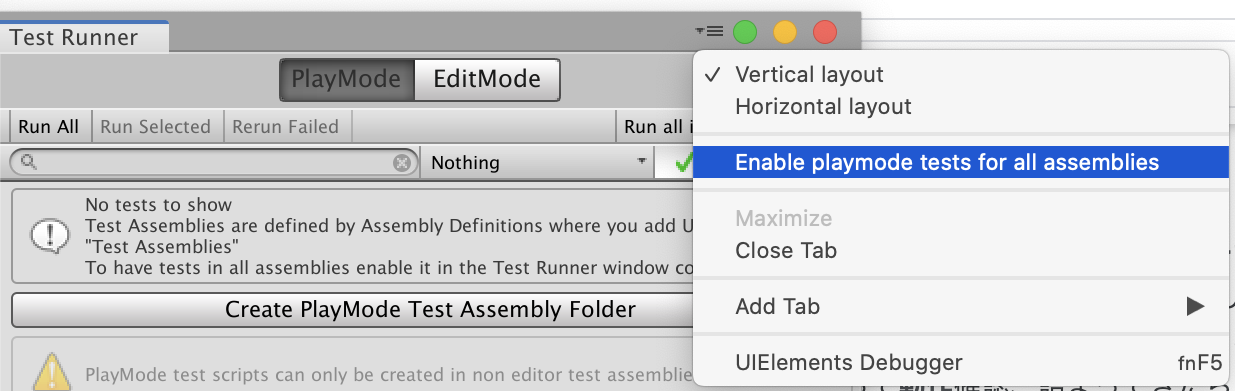 Test Runner
PlayMode
EditMode
Run All
Run Selected
Rerun Failed
Run all i
Nothing
No tests to show
Test Assemblies are defined by Assembly Definitions where you add U
"Test Assemblies"
To have tests in all assemblies enable it in the Test Runner window co
Create PlayMode Test Assembly Folder
PlayMode test scripts can only be created in non editor test assemblie
Vertical layout
Horizontal layout
Enable playmode tests for all assemblies
Maximize
Close Tab
Add Tab
UIElements Debugger fnF5